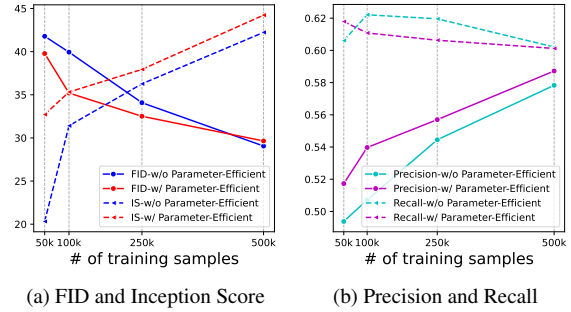 45
40
35
30
25
20
FID-w/o Parameter-Efficient
FID-w/ Parameter-Efficient
IS-w/o Parameter-Efficient
IS-w/ Parameter-Efficient
50k 100k 250k 500k
# of training samples
(a) FID and Inception Score
0.62
0.60
0.58
0.56
0.54
0.52
0.50
Precision-w/o Parameter-Efficient
Precision-w/ Parameter-Efficient
Recall-w/o Parameter-Efficient
Recall-w/ Parameter-Efficient
50k 100k 250k 500k
# of training samples
(b) Precision and Recall